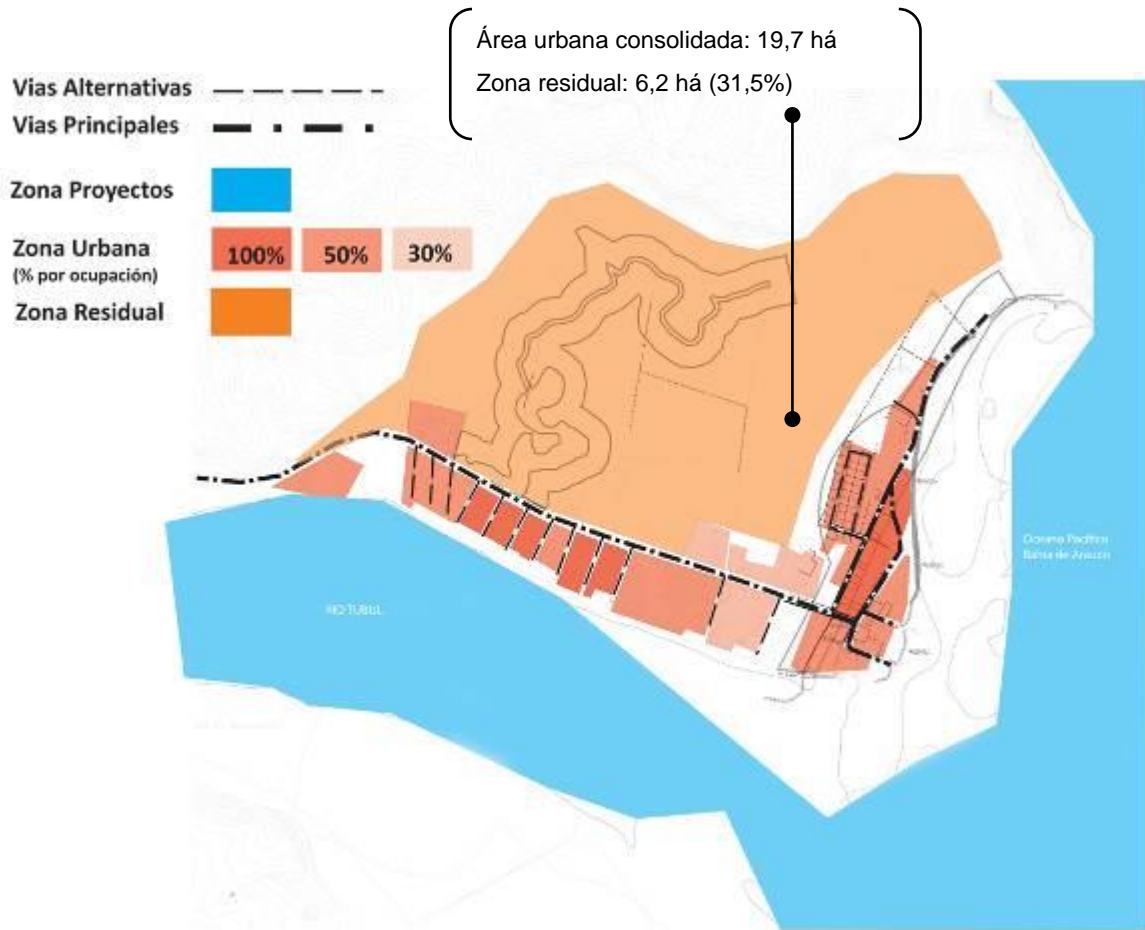 Área urbana consolidada: 19,7 há
Zona residual: 6,2 há (31,5%)
Vias Alternativas
Vias Principales
Zona Proyectos
Zona Urbana
(% por ocupación)
100% 50% 30%
Zona Residual
Oceano Pacífico
Bahia de Arauco
RIO TUBUL